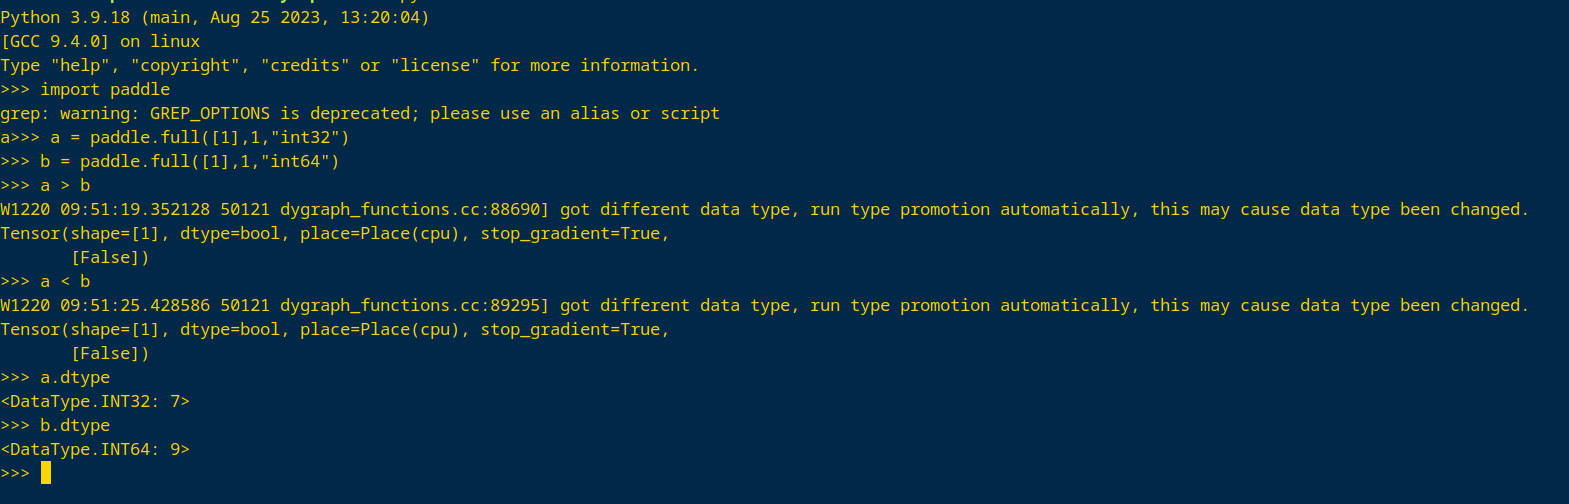 Python 3.9.18 (main, Aug 25 2023, 13:20:04)
[GCC 9.4.0] on linux
Type "help", "copyright", "credits" or "license" for more information.
>>> import paddle
grep: warning: GREP_OPTIONS is deprecated; please use an alias or script
a>>> a = paddle.full([1],1,"int32")
>>> b = paddle.full([1],1,"int64")
>>> a > b
W1220 09:51:19.352128 50121 dygraph_functions.cc:88690] got different data type, run type promotion automatically, this may cause data type been changed.
Tensor(shape=[1], dtype=bool, place=Place(cpu), stop_gradient=True,
       [False])
>>> a < b
W1220 09:51:25.428586 50121 dygraph_functions.cc:89295] got different data type, run type promotion automatically, this may cause data type been changed.
Tensor(shape=[1], dtype=bool, place=Place(cpu), stop_gradient=True,
       [False])
>>> a.dtype
<DataType.INT32: 7>
>>> b.dtype
<DataType.INT64: 9>
>>>